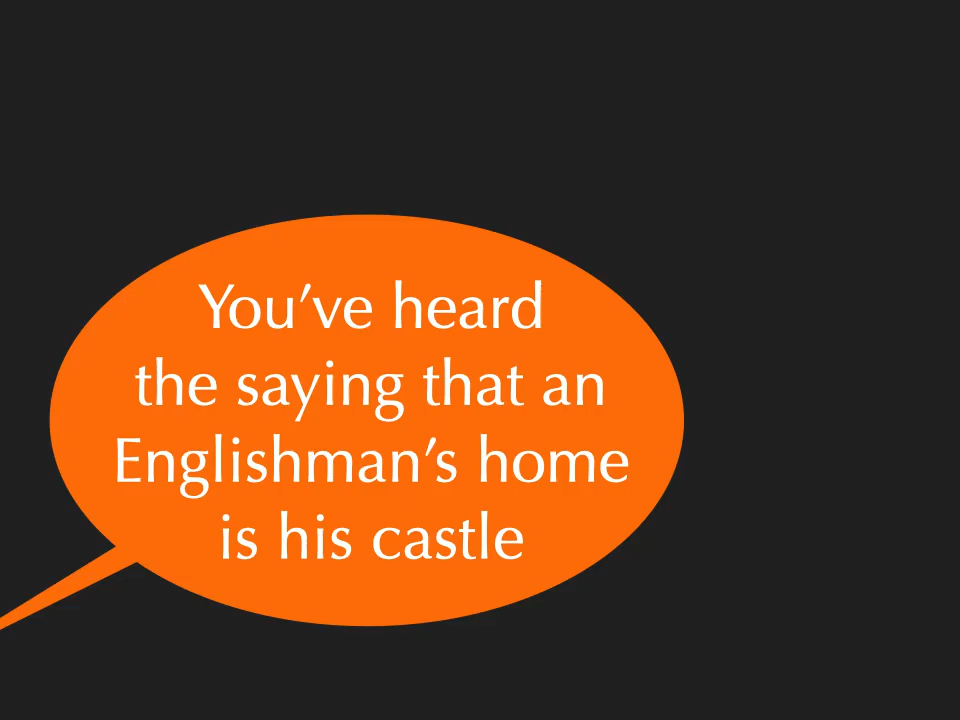 You’ve heard
the saying that an
Englishman’s home
is his castle